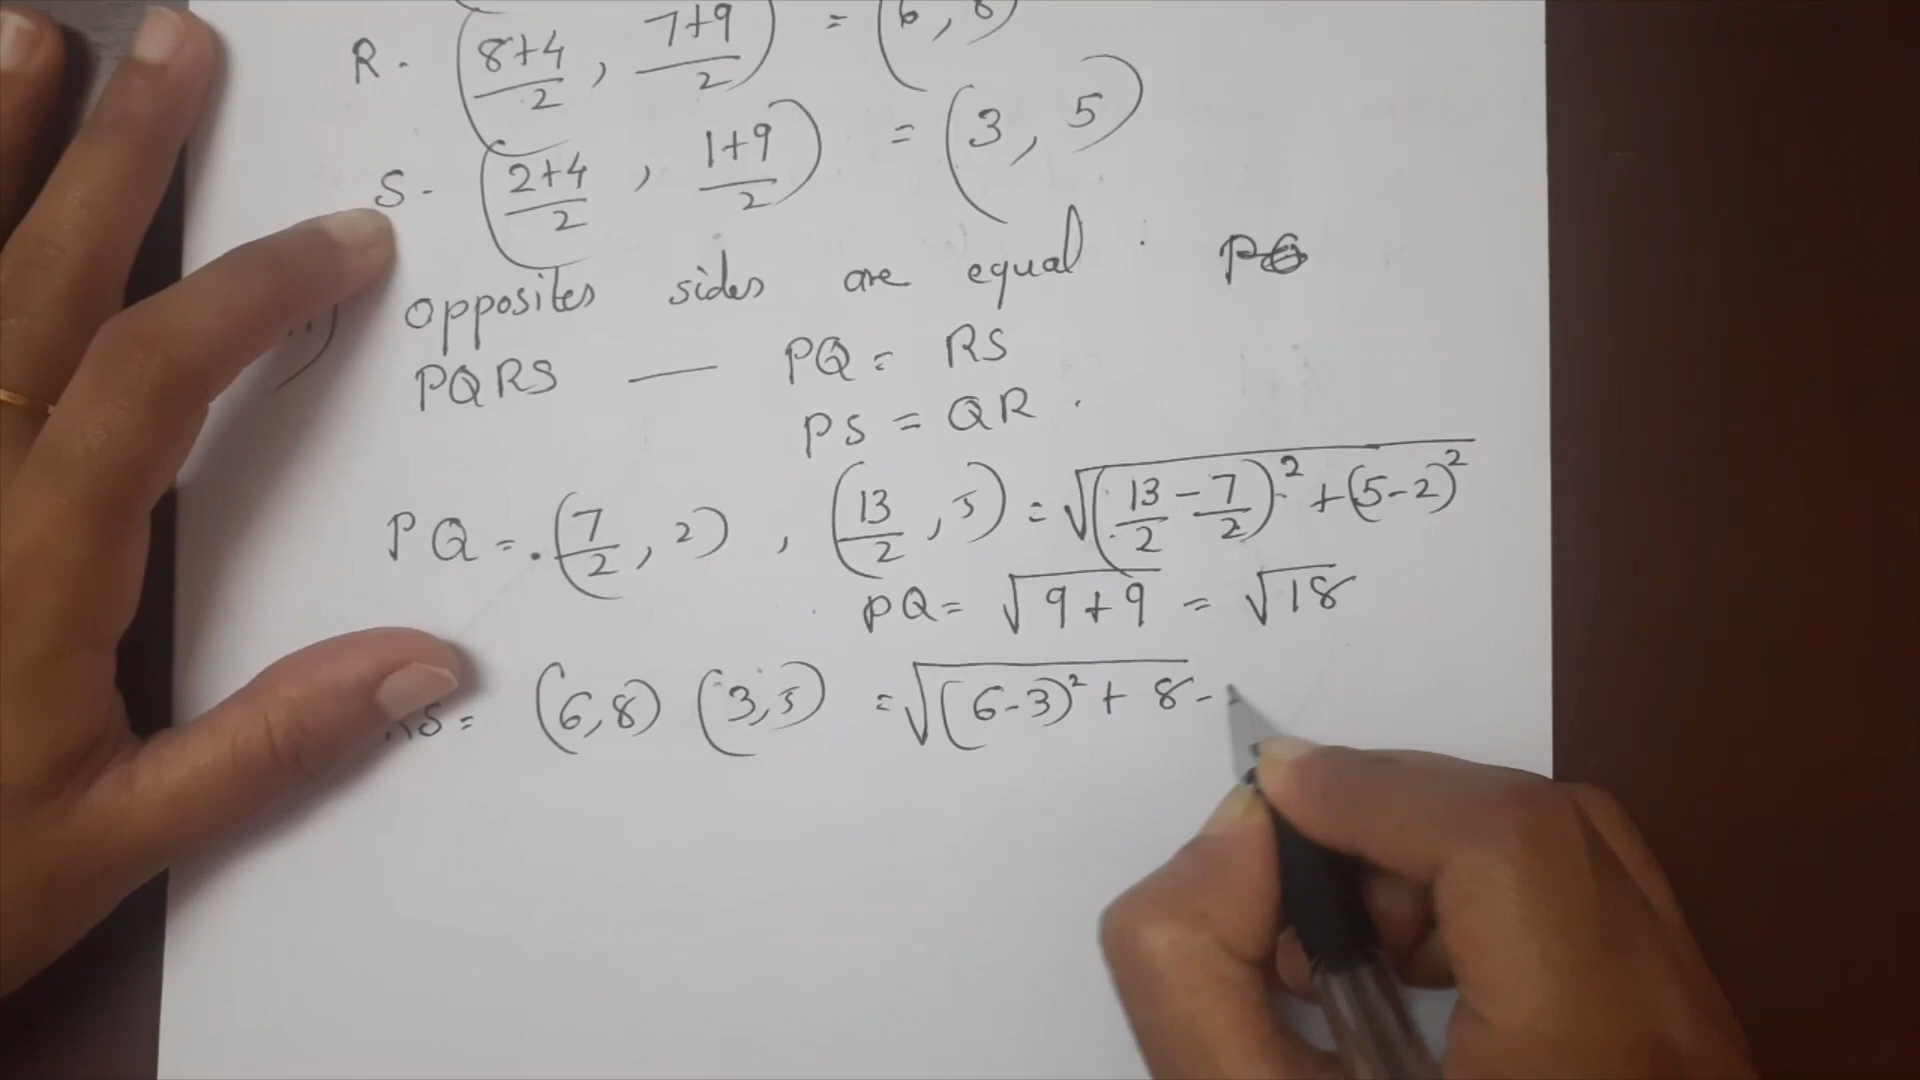 R. (8+4/2, 7+9/2) = (6, 8)
S- (2+4/2, 1+9/2) = (3, 5)
opposites sides are equal. PQ
PQRS — PQ = RS
PS = QR.
PQ = (7/2, 2), (13/2, 5) = √(13/2 - 7/2)² + (5-2)²
PQ = √9+9 = √18
RS = (6,8) (3,5) = √(6-3)² + 8-